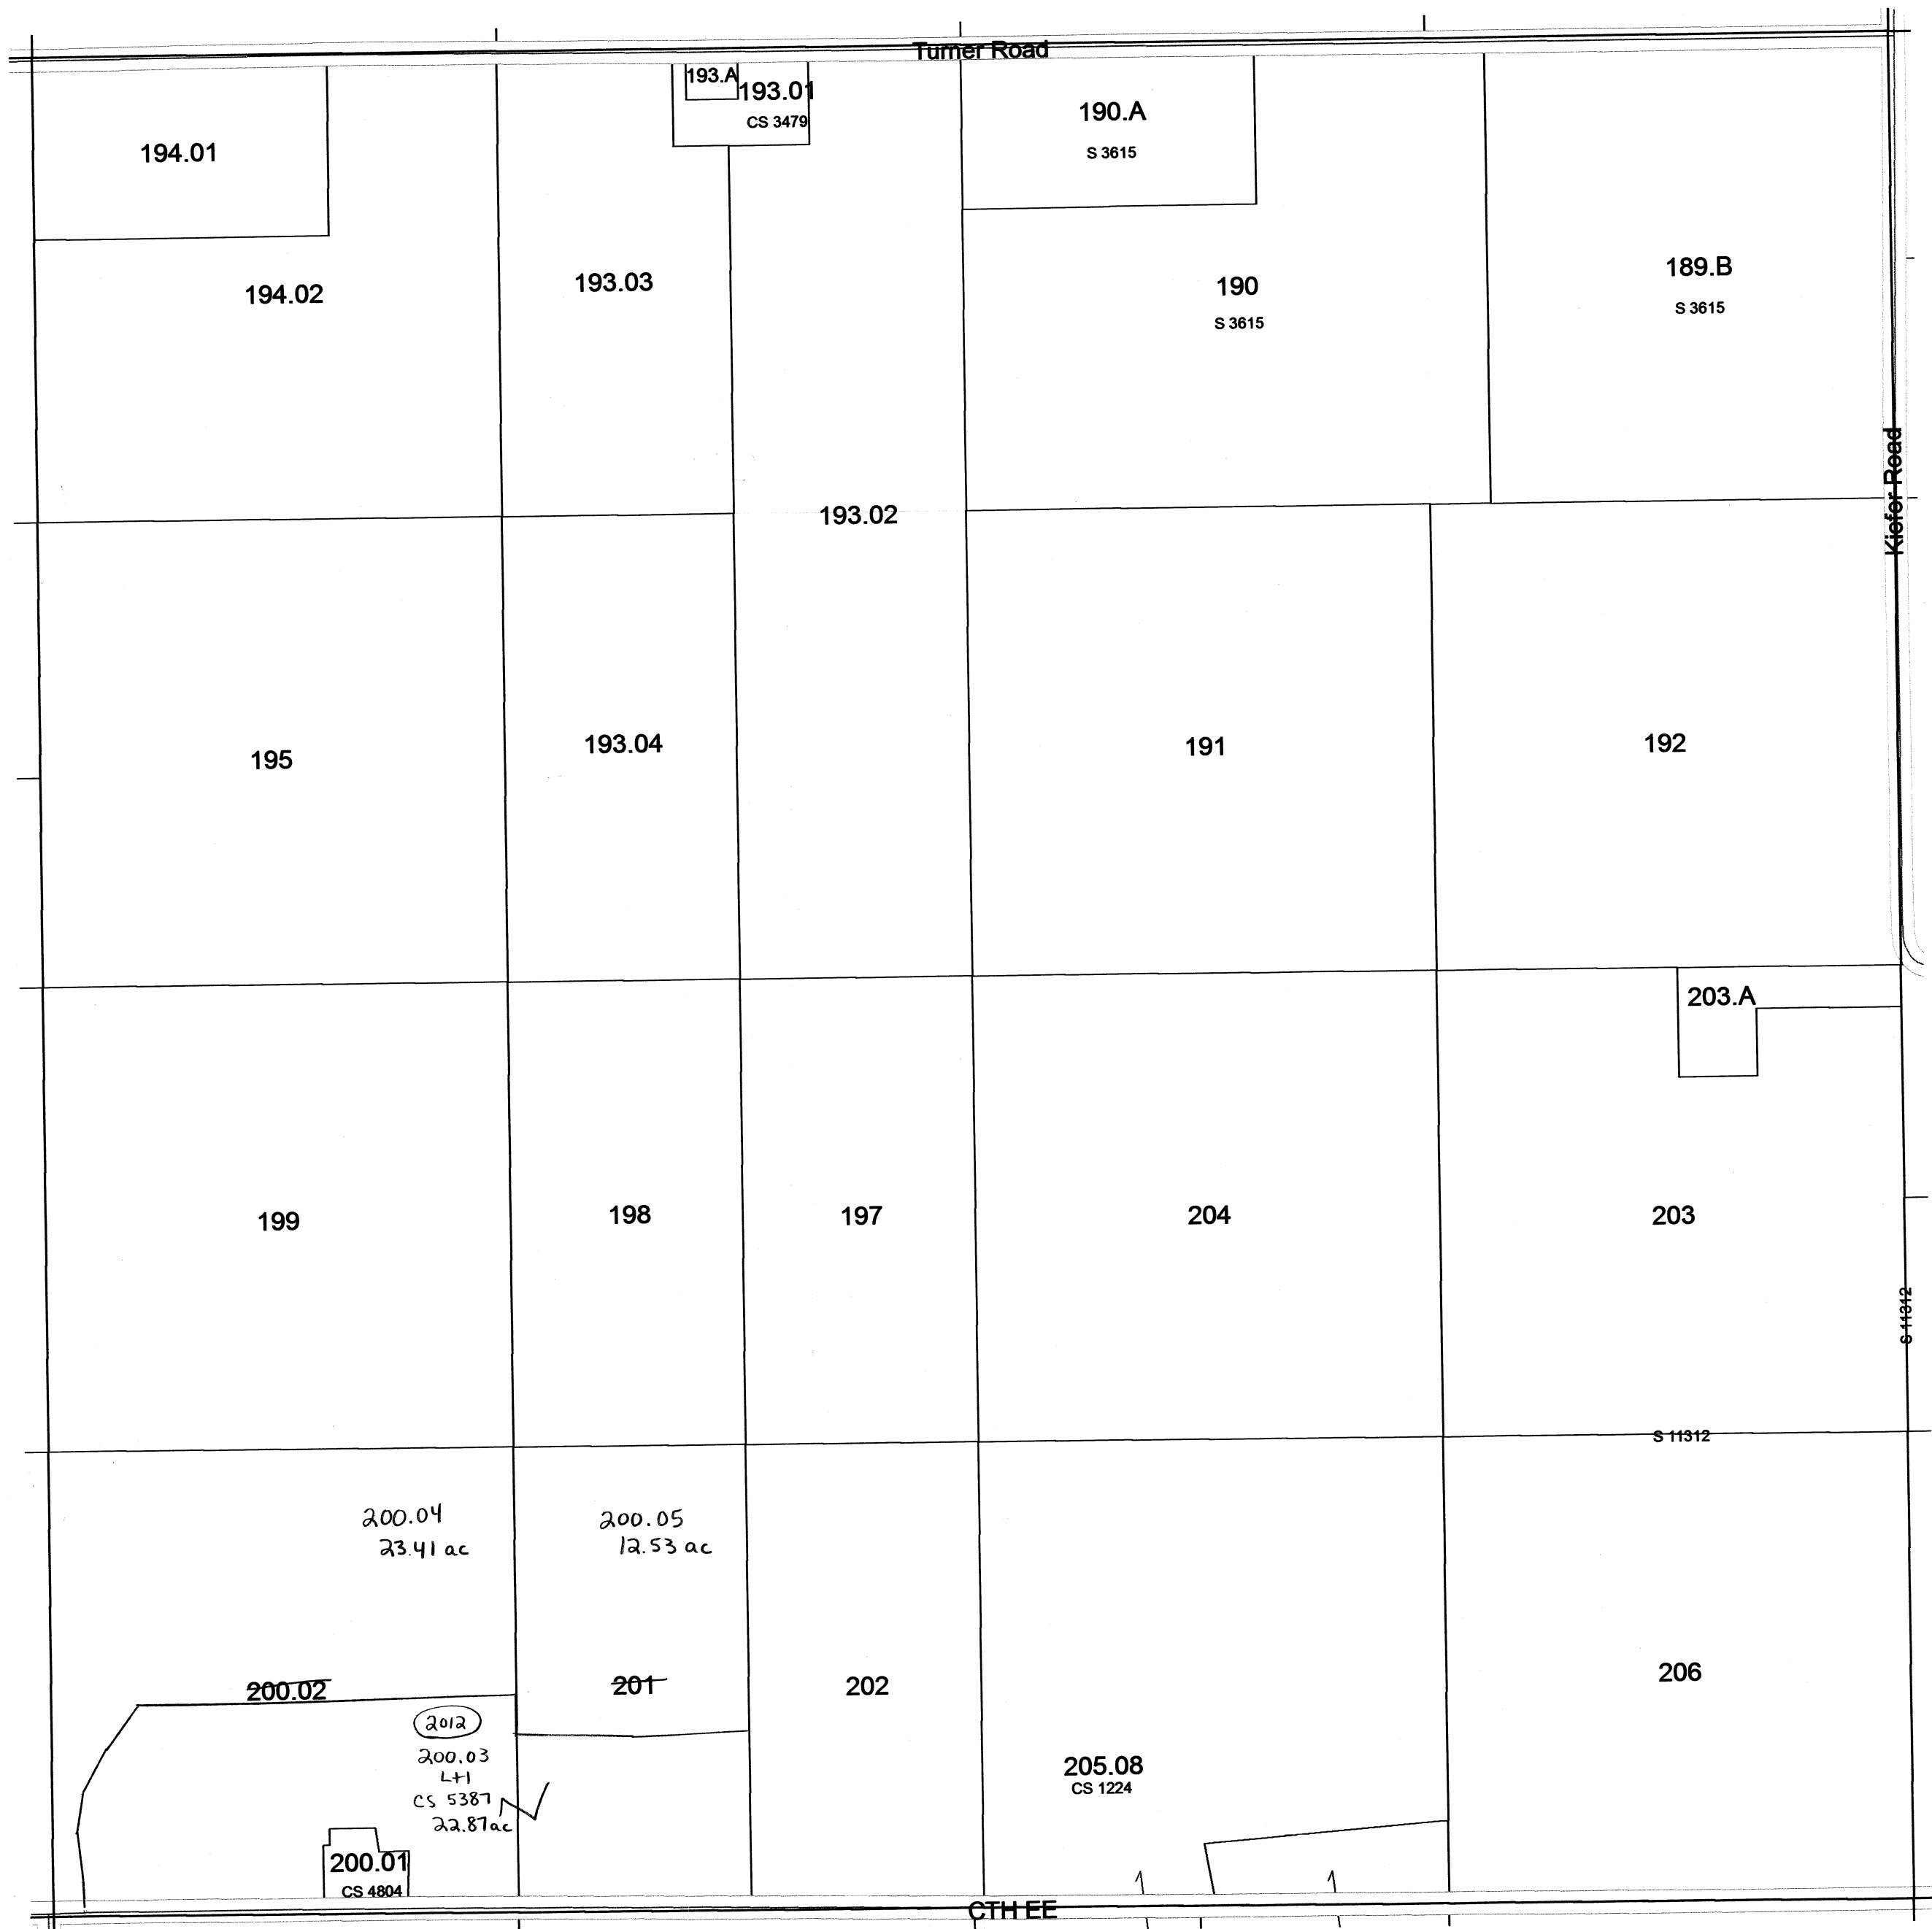 Turner Road
193.A
193.01
CS 3479
194.01
190.A
S 3615
194.02
193.03
190
S 3615
189.B
S 3615
Kiefer Road
193.02
195
193.04
191
192
203.A
199
198
197
204
203
S 11312
S 11312
200.04
23.41 ac
200.05
12.53 ac
200.02
201
202
206
2012
200.03
Lt1
CS 5387
22.87ac
205.08
CS 1224
200.01
CS 4804
CTH EE